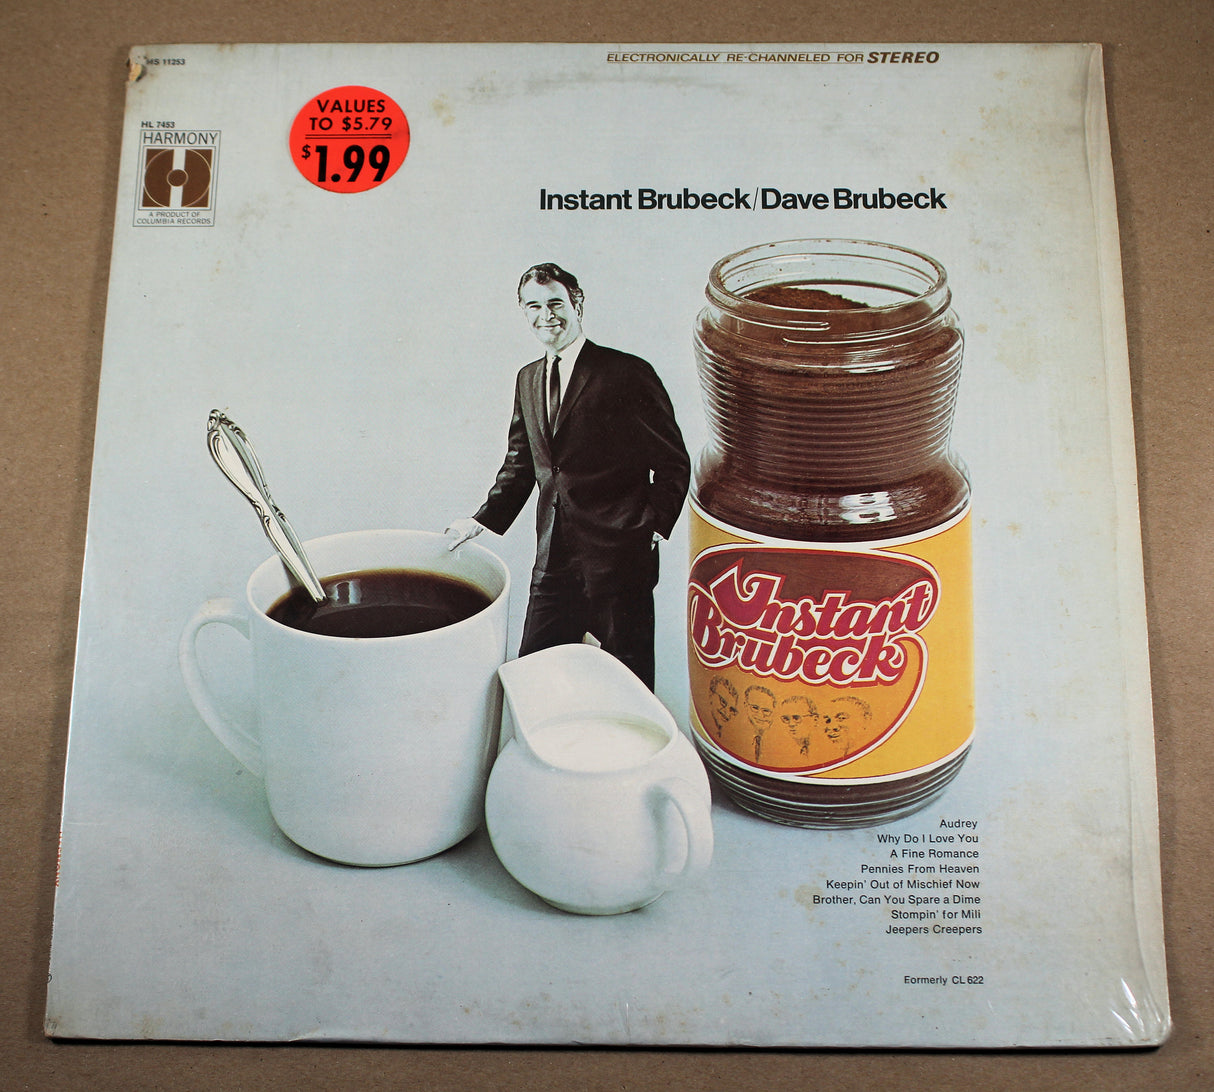 HS 11253
ELECTRONICALLY RE-CHANNELED FOR STEREO
HL 7453
HARMONY
A PRODUCT OF
COLUMBIA RECORDS
VALUES
TO $5.79
$1.99
Instant Brubeck/Dave Brubeck
Instant
Brubeck
Audrey
Why Do I Love You
A Fine Romance
Pennies From Heaven
Keepin' Out of Mischief Now
Brother, Can You Spare a Dime
Stompin' for Mili
Jeepers Creepers
Formerly CL 622